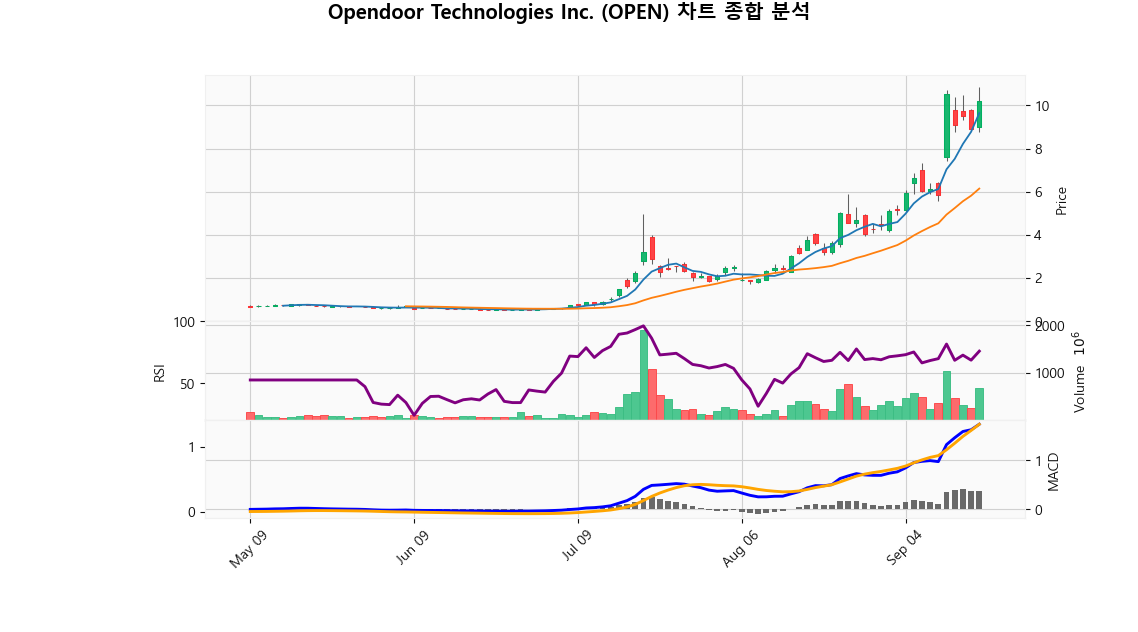 Opendoor Technologies Inc. (OPEN) 차트 종합 분석
10
8
6
4
2
0
Price
100
50
RSI
2000
1000
Volume 10^6
1
0
1
0
MACD
May 09
Jun 09
Jul 09
Aug 06
Sep 04